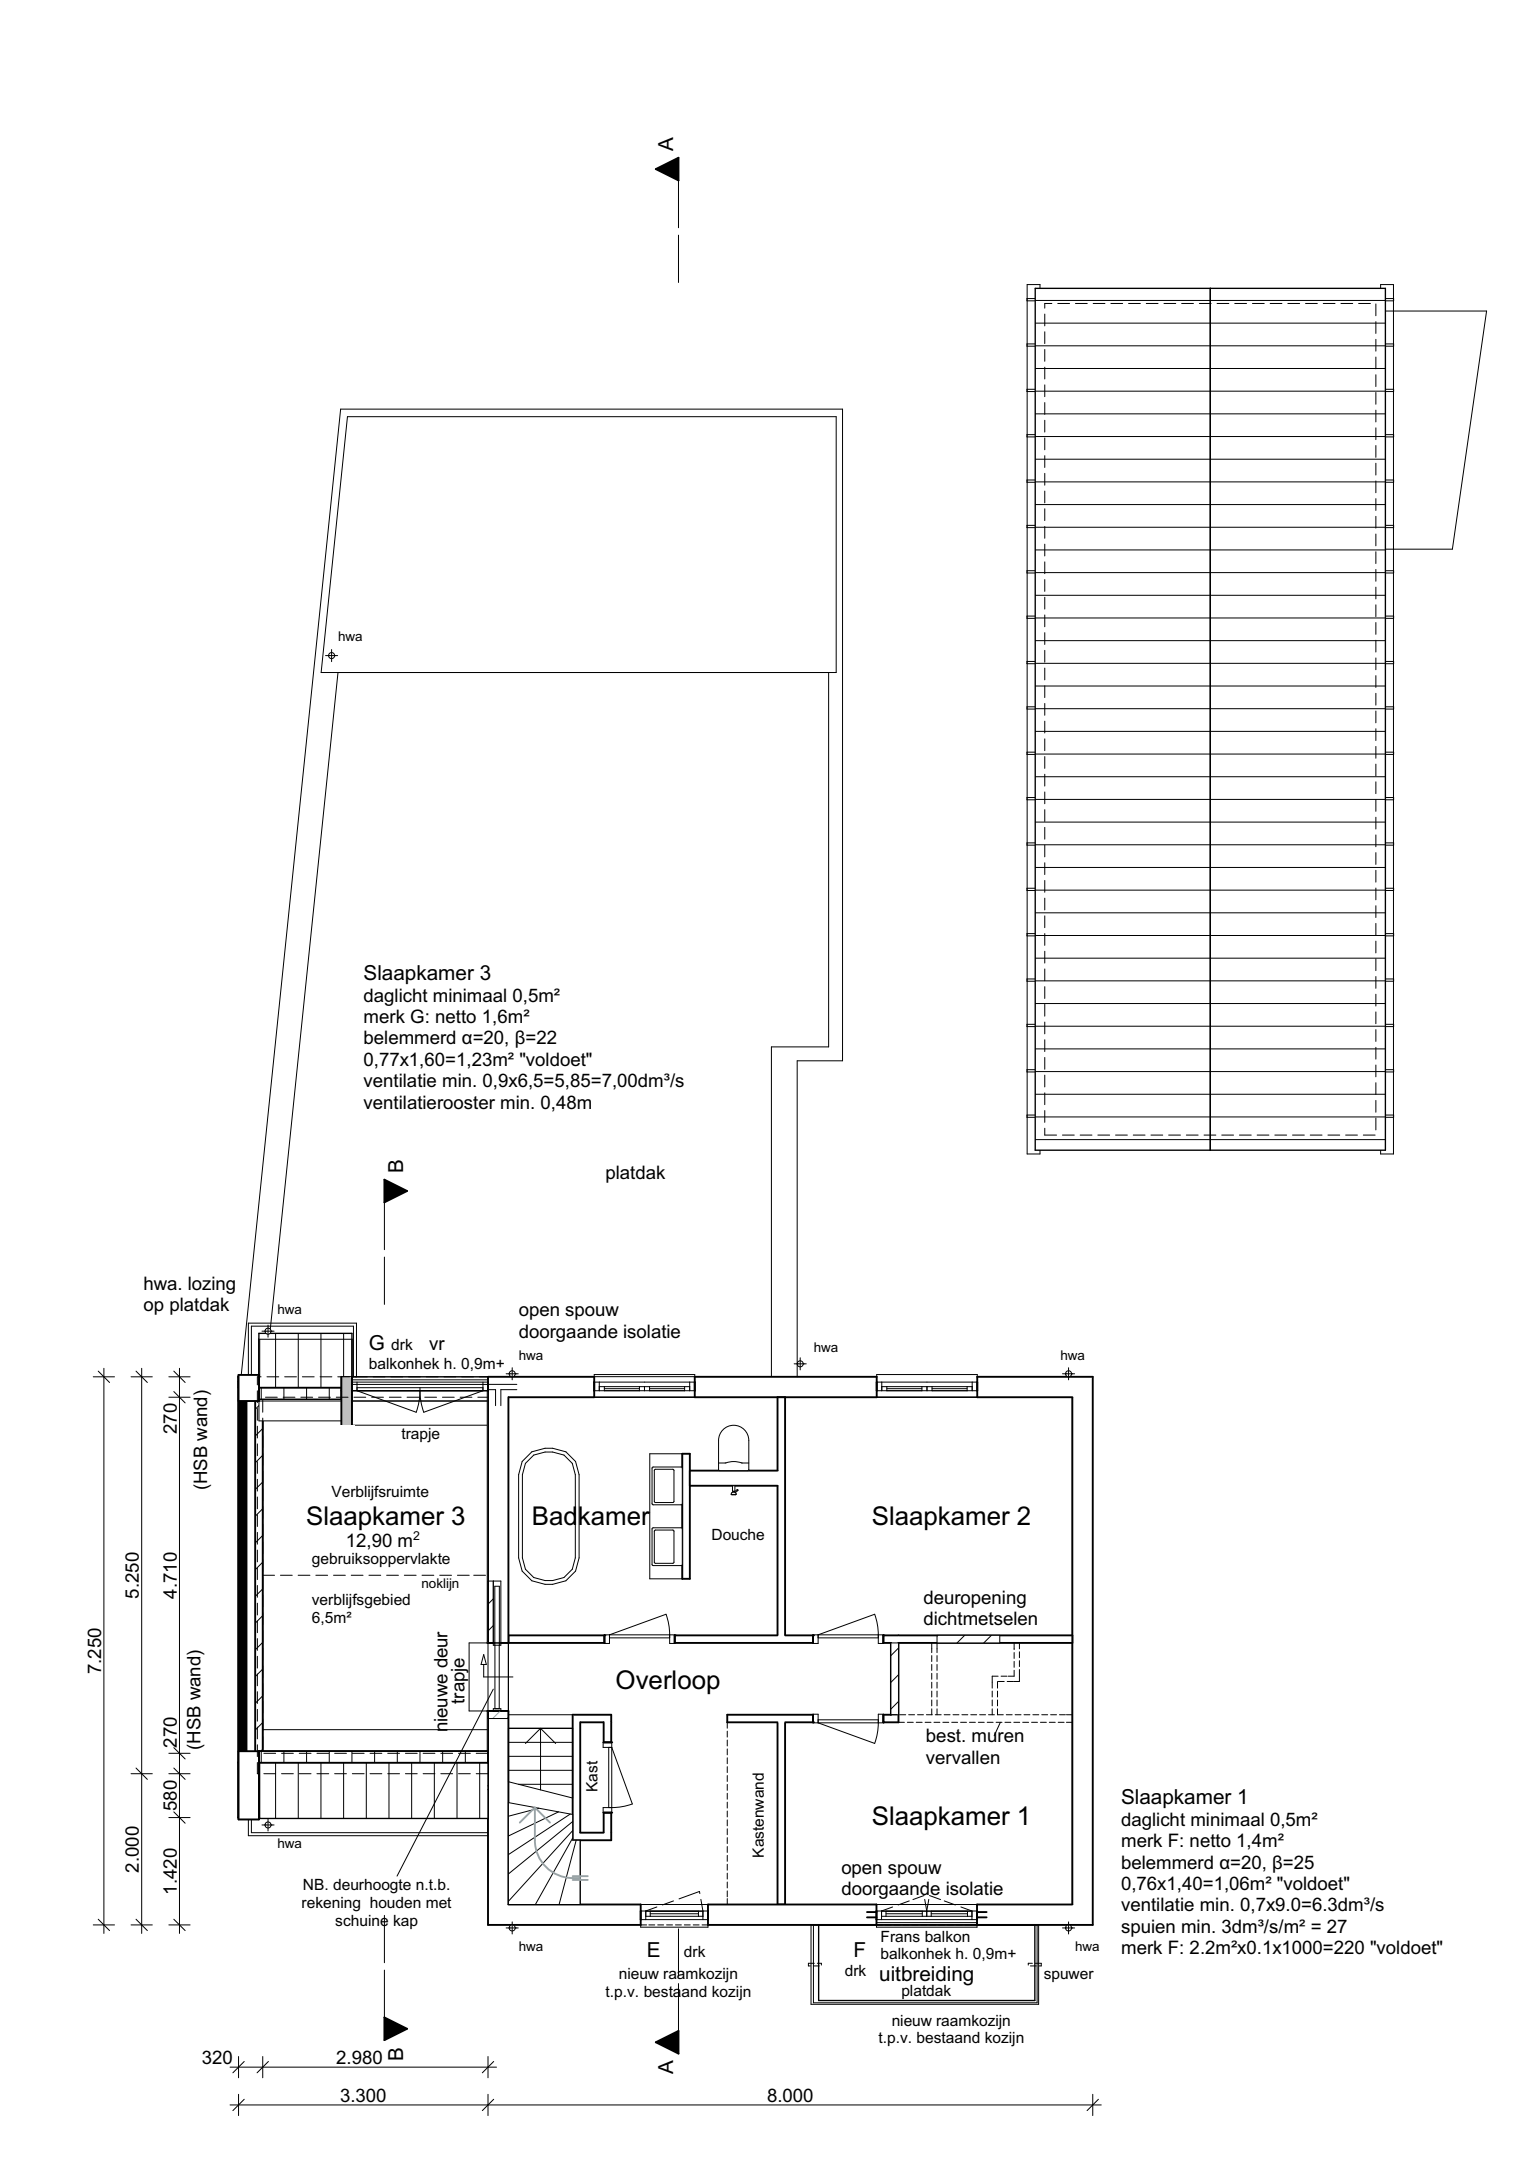 A
hwa
Slaapkamer 3
daglicht minimaal 0,5m²
merk G: netto 1,6m²
belemmerd α=20, β=22
0,77x1,60=1,23m² "voldoet"
ventilatie min. 0,9x6,5=5,85=7,00dm³/s
ventilatierooster min. 0,48m
B
platdak
hwa. lozing
op platdak
hwa
open spouw
doorgaande isolatie
G drk vr
balkonhek h. 0,9m+
hwa
hwa
hwa
trapje
270
(HSB wand)
Verblijfsruimte
Slaapkamer 3
12,90 m²
gebruiksoppervlakte
noklijn
verblijfsgebied
6,5m²
Badkamer
Douche
Slaapkamer 2
deuropening
dichtmetselen
5.250
4.710
7.250
nieuwe deur
trapje
Overloop
270
(HSB wand)
best. muren
vervallen
Kast
Kastenwand
Slaapkamer 1
580
2.000
1.420
hwa
open spouw
doorgaande isolatie
Slaapkamer 1
daglicht minimaal 0,5m²
merk F: netto 1,4m²
belemmerd α=20, β=25
0,76x1,40=1,06m² "voldoet"
ventilatie min. 0,7x9.0=6.3dm³/s
spuien min. 3dm³/s/m² = 27
merk F: 2.2m²x0.1x1000=220 "voldoet"
NB. deurhoogte n.t.b.
rekening houden met
schuine kap
hwa
E drk
nieuw raamkozijn
t.p.v. bestaand kozijn
F
drk
Frans balkon
balkonhek h. 0,9m+
uitbreiding
platdak
hwa
spuwer
nieuw raamkozijn
t.p.v. bestaand kozijn
B
A
320
2.980
3.300
8.000